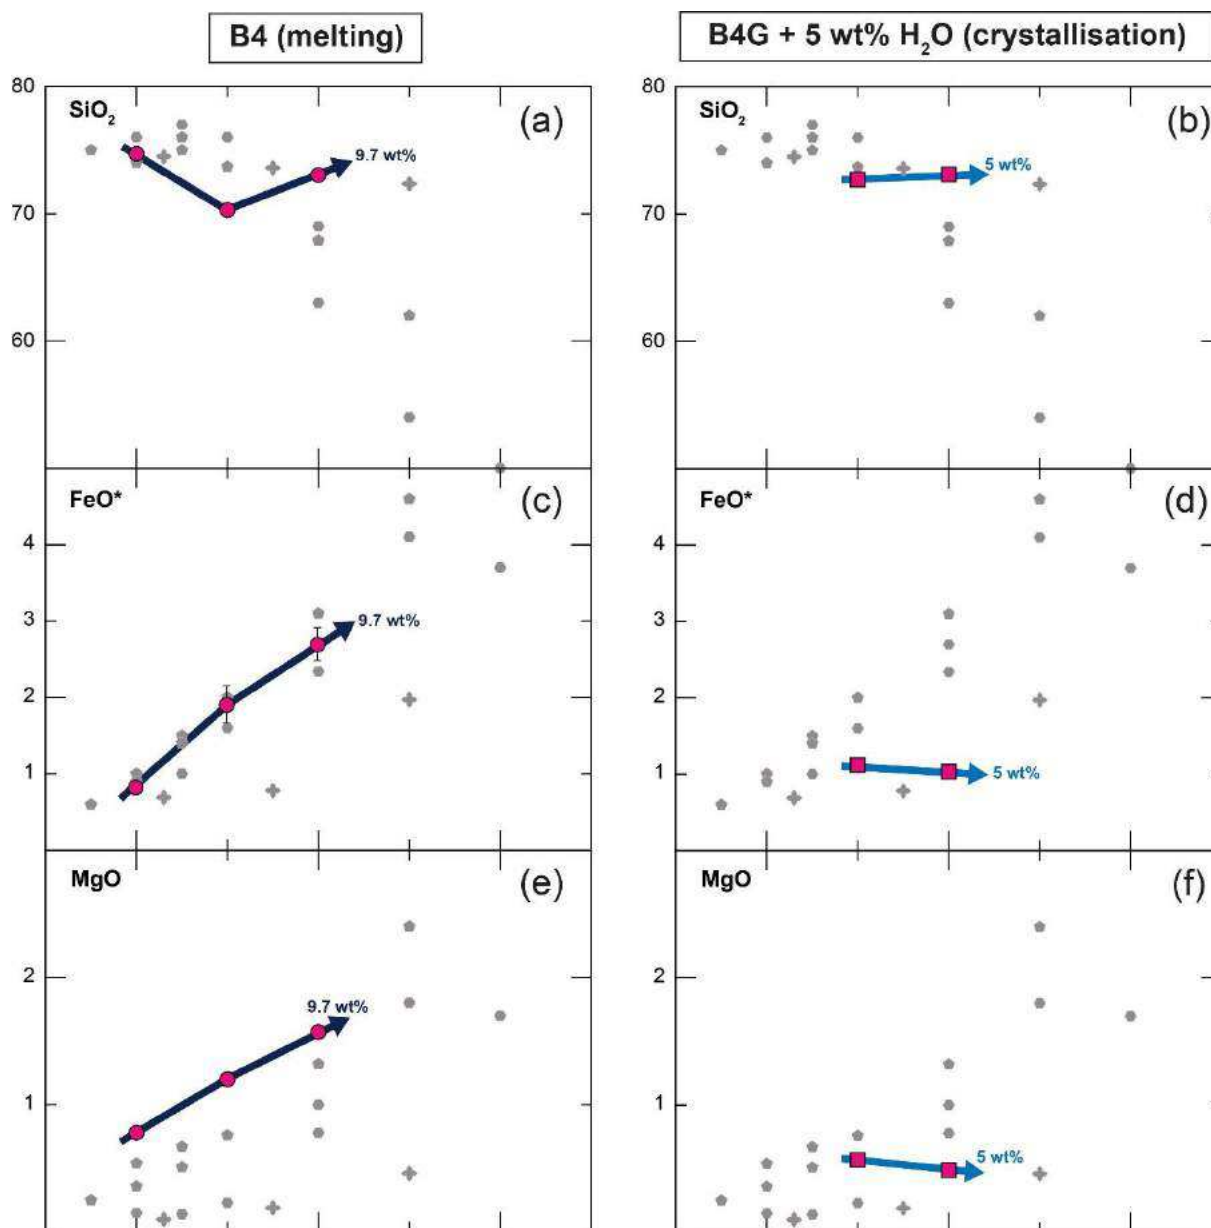 B4 (melting)
B4G + 5 wt% H₂O (crystallisation)
80
SiO₂
(a)
9.7 wt%
70
60
80
SiO₂
(b)
5 wt%
70
60
FeO*
(c)
4
3
9.7 wt%
2
1
FeO*
(d)
4
3
2
1
5 wt%
MgO
(e)
2
9.7 wt%
1
MgO
(f)
2
1
5 wt%